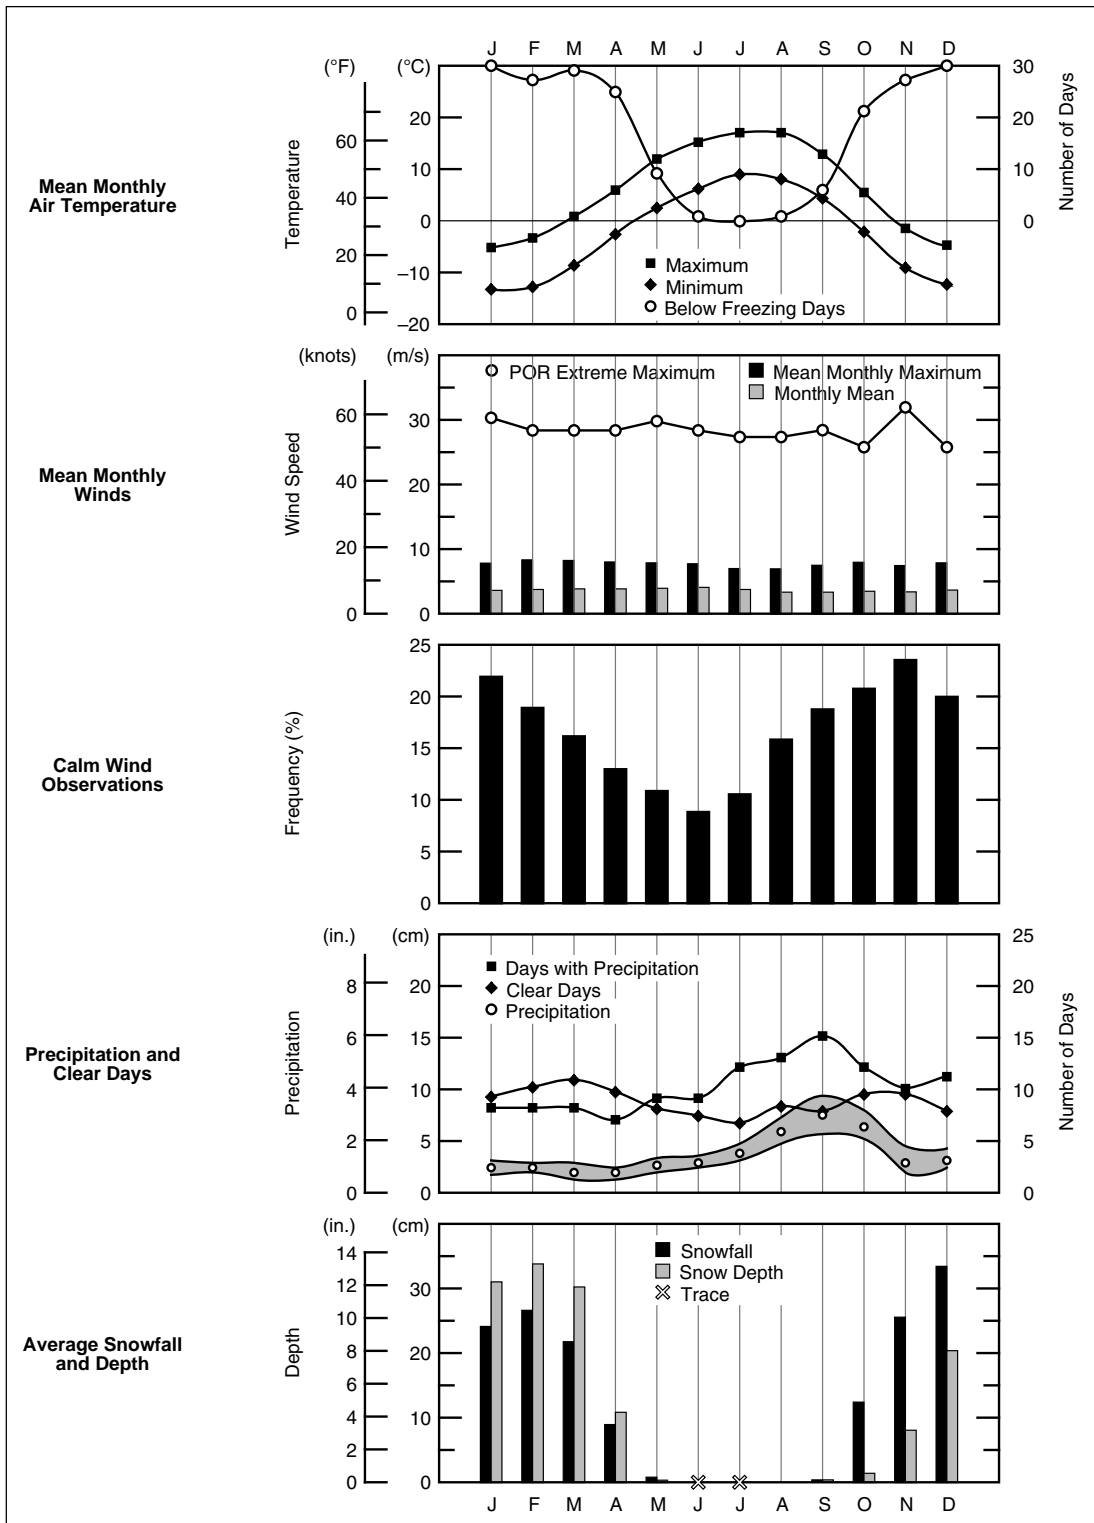 J F M A M J J A S O N D
(°F) (°C)
Mean Monthly
Air Temperature
Temperature
60
40
20
0
20
10
0
–10
–20
30
20
10
0
Number of Days
Maximum
Minimum
Below Freezing Days
(knots) (m/s)
Mean Monthly
Winds
Wind Speed
60
40
20
0
30
20
10
0
POR Extreme Maximum
Mean Monthly Maximum
Monthly Mean
Calm Wind
Observations
Frequency (%)
25
20
15
10
5
0
(in.) (cm)
Precipitation and
Clear Days
Precipitation
8
6
4
2
0
20
15
10
5
0
25
20
15
10
5
0
Number of Days
Days with Precipitation
Clear Days
Precipitation
(in.) (cm)
Average Snowfall
and Depth
Depth
14
12
10
8
6
4
2
0
30
20
10
0
Snowfall
Snow Depth
Trace
J F M A M J J A S O N D